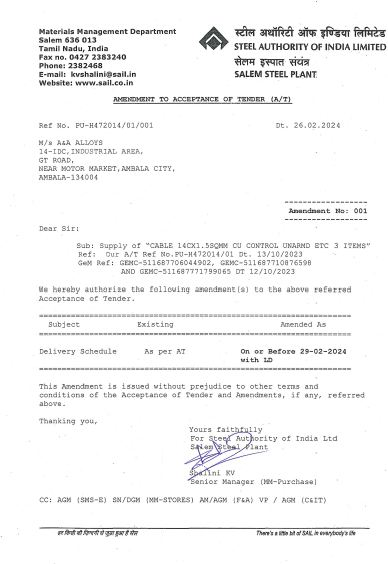 Materials Management Department
Salem 636 013
Tamil Nadu, India
Fax no. 0427 2383240
Phone: 2382468
E-mail: kvshalini@sail.in
Website: www.sail.co.in
स्टील अथॉरिटी ऑफ इण्डिया लिमिटेड
STEEL AUTHORITY OF INDIA LIMITED
सेलम इस्पात संयंत्र
SALEM STEEL PLANT
AMENDMENT TO ACCEPTANCE OF TENDER (A/T)
Ref No. PU-H472014/01/001 Dt. 26.02.2024
M/s A&A ALLOYS
14-IDC,INDUSTRIAL AREA,
GT ROAD,
NEAR MOTOR MARKET,AMBALA CITY,
AMBALA-134004
Amendment No: 001
Dear Sir:
Sub: Supply of "CABLE 14CX1.5SQMM CU CONTROL UNARMD ETC 3 ITEMS"
Ref: Our A/T Ref No.PU-H472014/01 Dt. 13/10/2023
GeM Ref: GEMC-511687706044902, GEMC-511687710876598
AND GEMC-511687771799065 DT 12/10/2023
We hereby authorize the following amendment(s) to the above referred
Acceptance of Tender.
Subject Existing Amended As
Delivery Schedule As per AT On or Before 29-02-2024
with LD
This Amendment is issued without prejudice to other terms and
conditions of the Acceptance of Tender and Amendments, if any, referred
above.
Thanking you,
Yours faithfully
For Steel Authority of India Ltd
Salem Steel Plant
Shalini KV
Senior Manager (MM-Purchase)
CC: AGM (SMS-E) SN/DGM (MM-STORES) AM/AGM (F&A) VP / AGM (C&IT)
हर किसी की ज़िन्दगी से जुड़ा हुआ है सेल
There's a little bit of SAIL in everybody's life